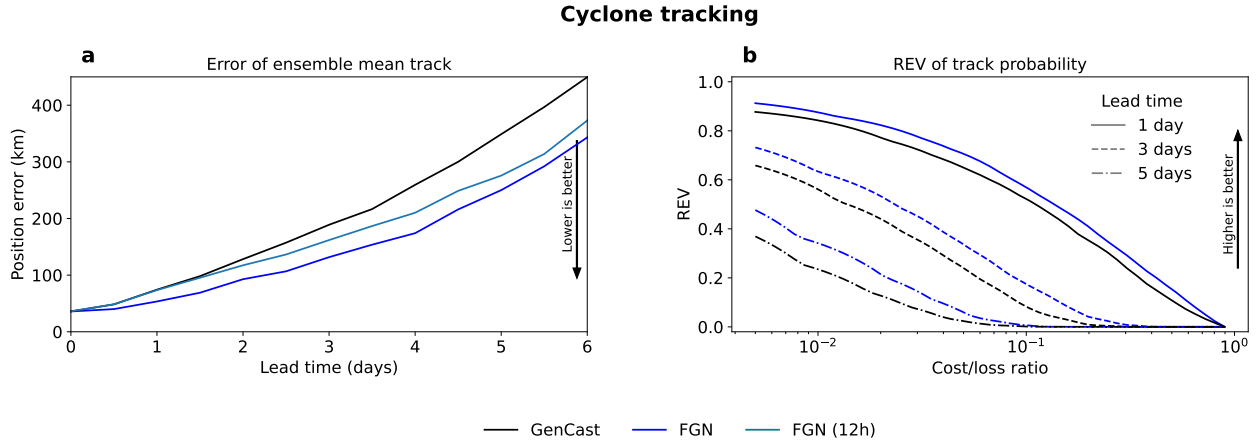 Cyclone tracking
a
Error of ensemble mean track
Position error (km)
400
300
200
100
0
0 1 2 3 4 5 6
Lead time (days)
Lower is better
b
REV of track probability
REV
1.0
0.8
0.6
0.4
0.2
0.0
10⁻² 10⁻¹ 10⁰
Cost/loss ratio
Lead time
1 day
3 days
5 days
Higher is better
GenCast FGN FGN (12h)